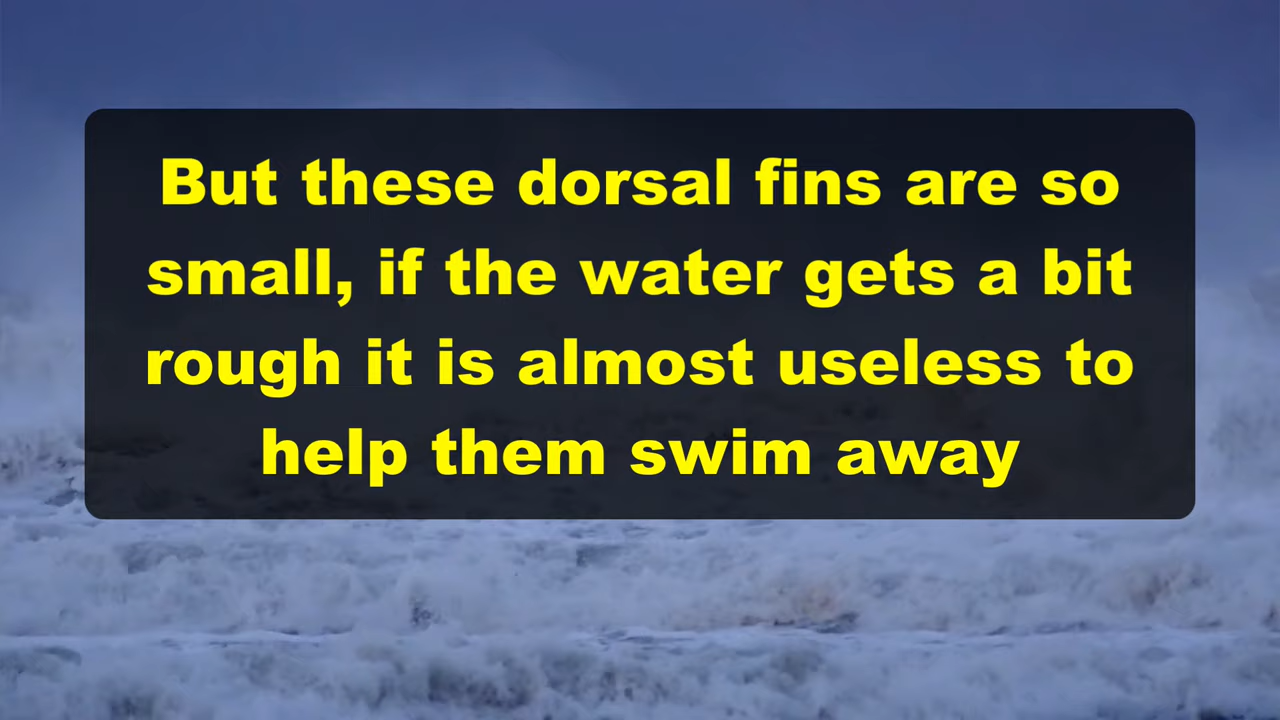 But these dorsal fins are so
small, if the water gets a bit
rough it is almost useless to
help them swim away